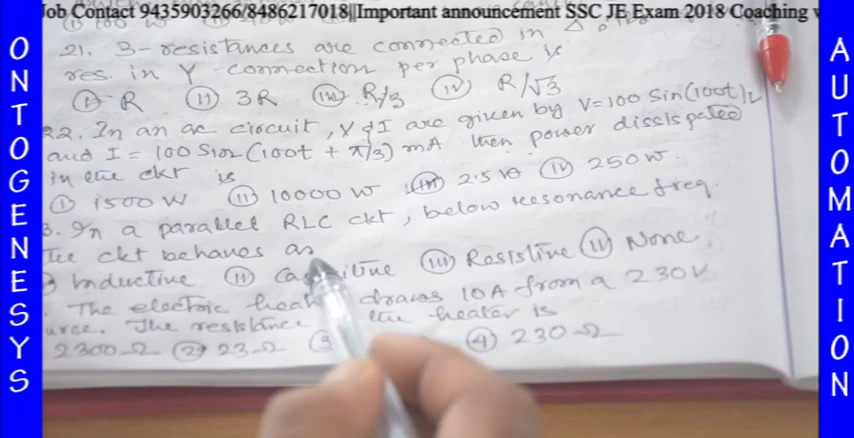 Job Contact 9435903266/8486217018||Important announcement SSC JE Exam 2018 Coaching
ONTOGENESYS
AUTOMATION
21. 3-resistances are connected in Δ
res. in Y connection per phase is
(i) R (ii) 3R (iii) R/3 (iv) R/√3
22. In an ac circuit, V & I are given by V=100 Sin(100t)
and I = 100 Sin (100t + π/3) mA then power dissipated
in the ckt is
(i) 1500 W (ii) 10000 W (iii) 2.5 W (iv) 250 W.
3. In a parallel RLC ckt, below resonance freq.
The ckt behaves as
Inductive (ii) (iii) Resistive (iv) None.
. The electric draws 10A from a 230V
The resistance the heater is
2300 Ω (2) 23 Ω (4) 230 Ω